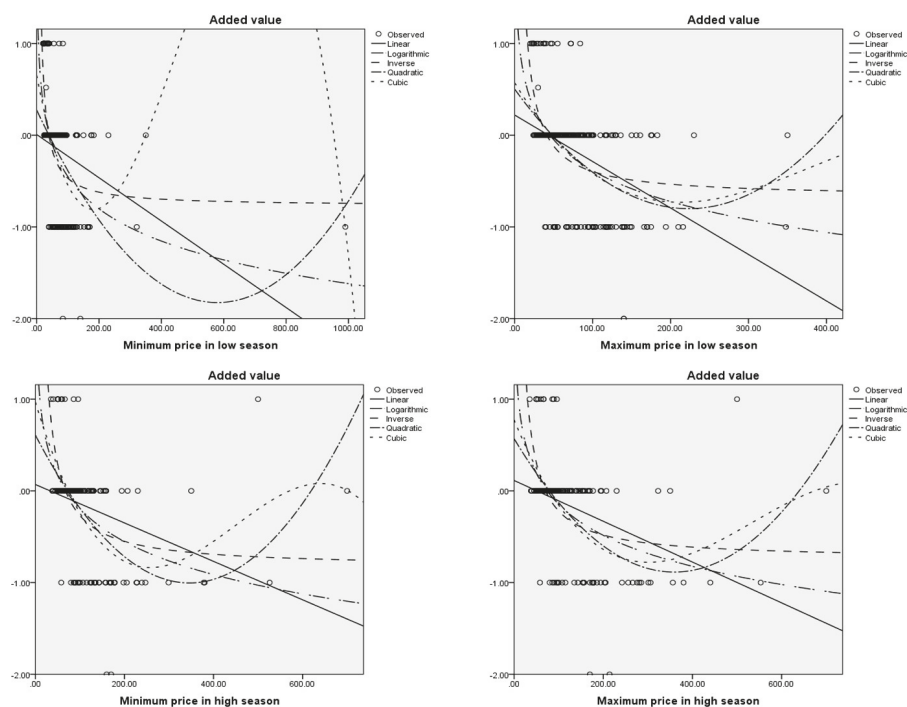 Added value
1.00
.00
-1.00
-2.00
.00
200.00
400.00
600.00
800.00
1000.00
Minimum price in low season
Observed
Linear
Logarithmic
Inverse
Quadratic
Cubic
Added value
1.00
.00
-1.00
-2.00
.00
100.00
200.00
300.00
400.00
Maximum price in low season
Observed
Linear
Logarithmic
Inverse
Quadratic
Cubic
Added value
1.00
.00
-1.00
-2.00
.00
200.00
400.00
600.00
Minimum price in high season
Observed
Linear
Logarithmic
Inverse
Quadratic
Cubic
Added value
1.00
.00
-1.00
-2.00
.00
200.00
400.00
600.00
Maximum price in high season
Observed
Linear
Logarithmic
Inverse
Quadratic
Cubic